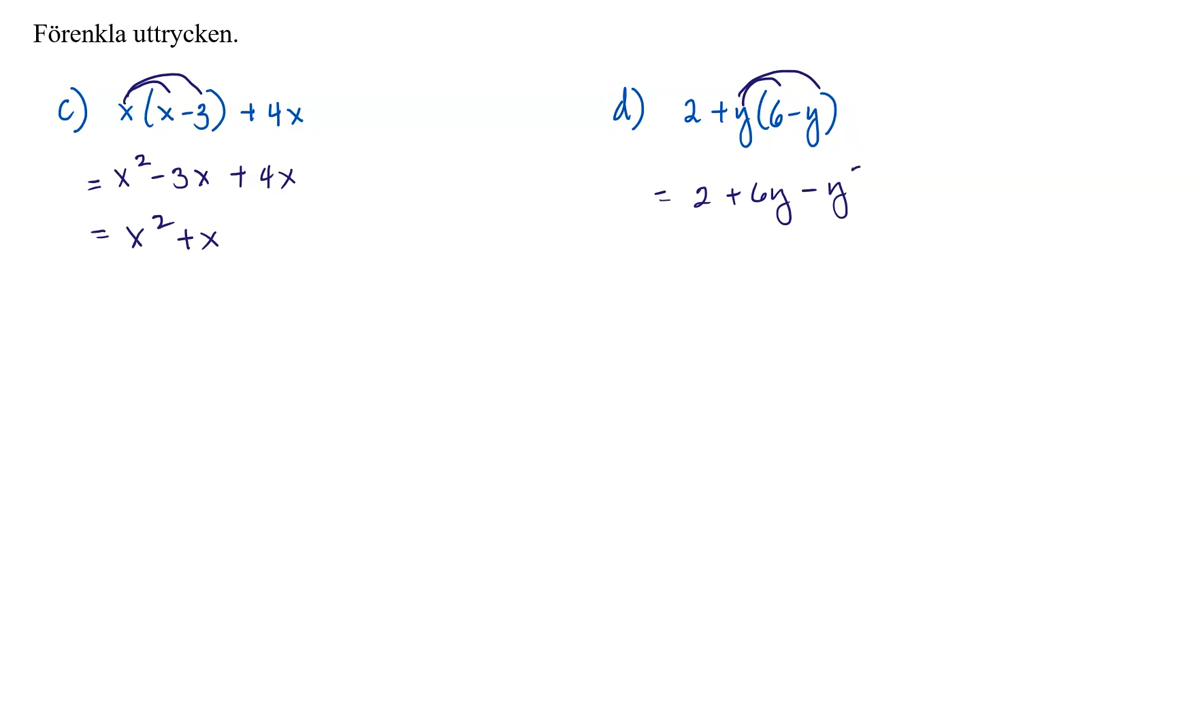 Förenkla uttrycken.
c) x(x-3) + 4x
= x² - 3x + 4x
= x² + x
d) 2 + y(6-y)
= 2 + 6y - y